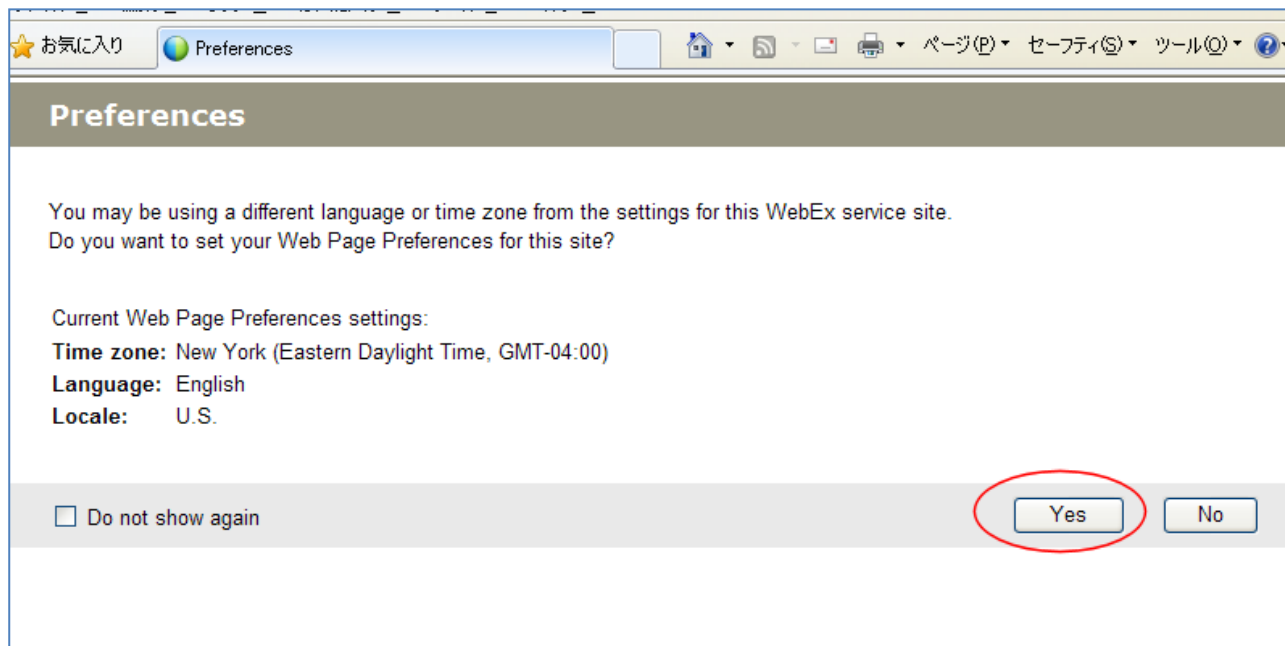 お気に入り Preferences ページ(P) セーフティ(S) ツール(O)
Preferences
You may be using a different language or time zone from the settings for this WebEx service site.
Do you want to set your Web Page Preferences for this site?
Current Web Page Preferences settings:
Time zone: New York (Eastern Daylight Time, GMT-04:00)
Language: English
Locale: U.S.
Do not show again Yes No